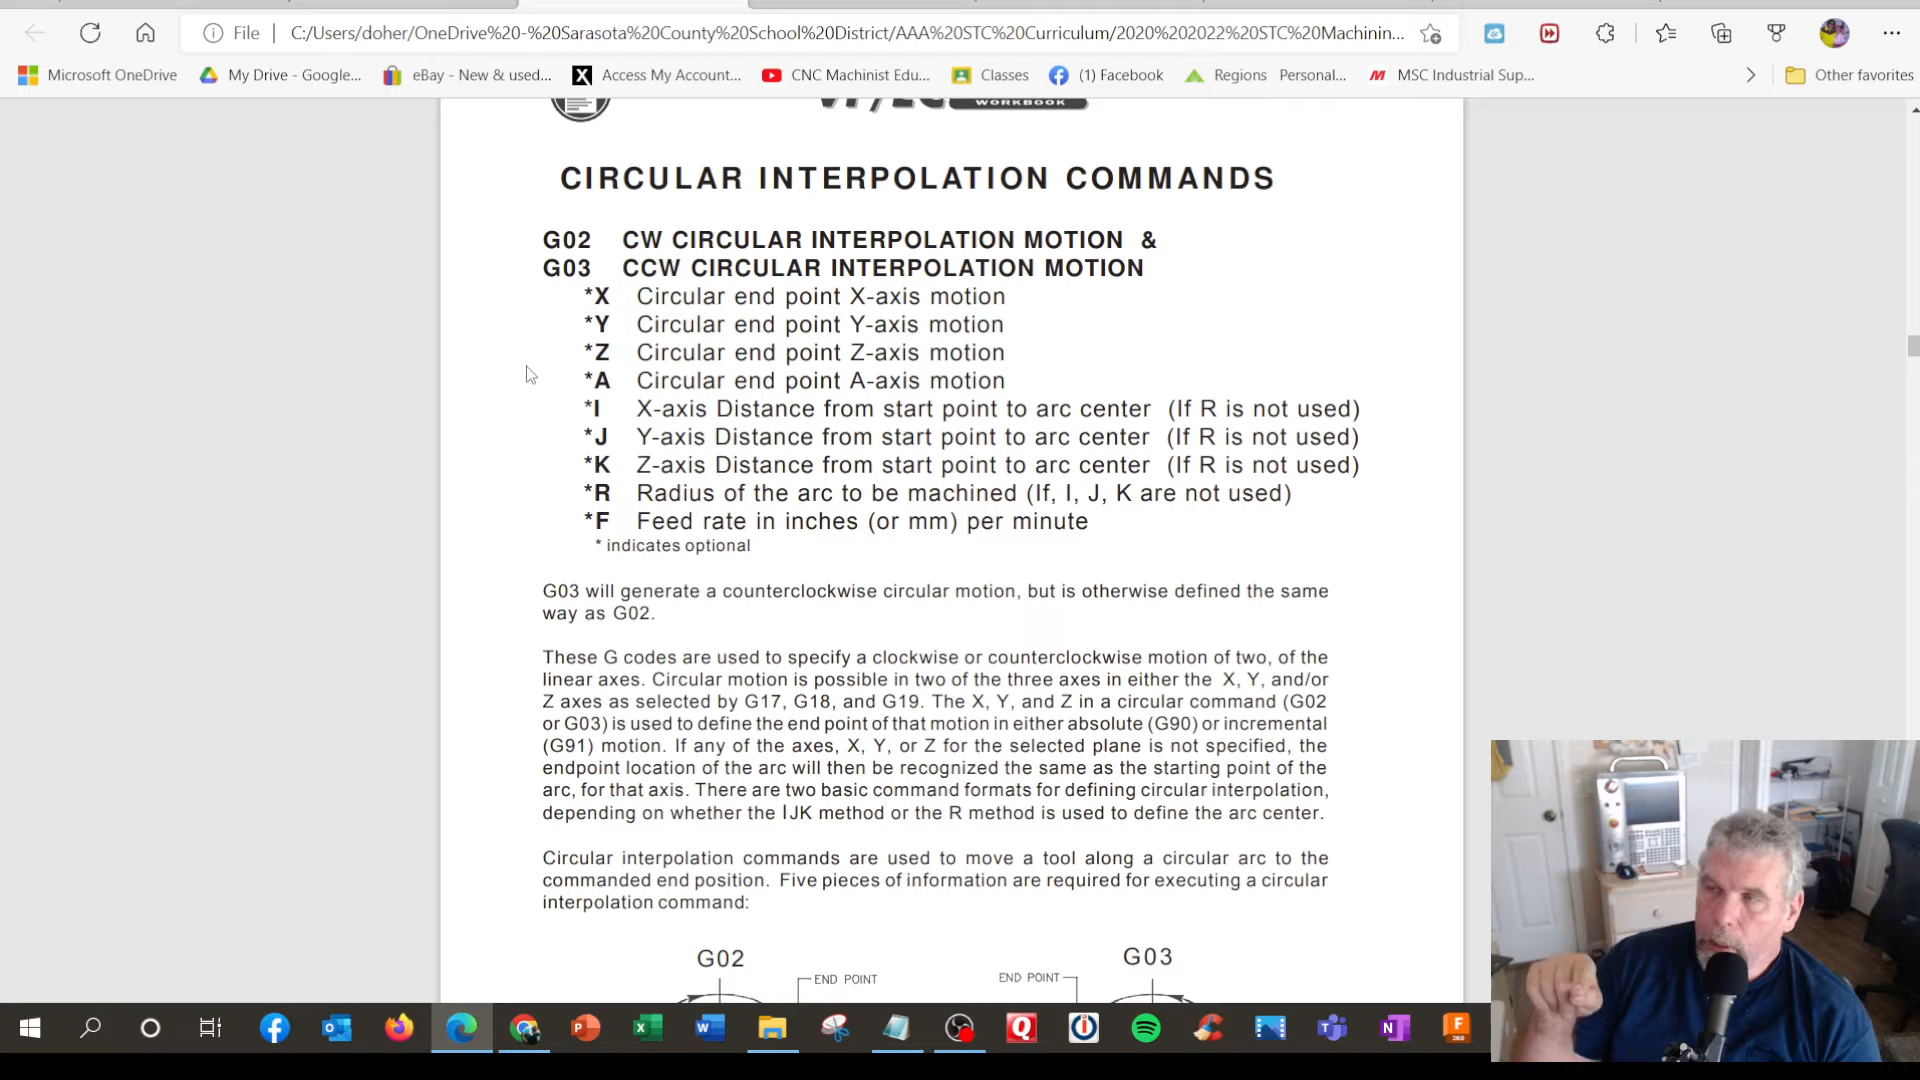 File
C:/Users/doher/OneDrive%20-%20Sarasota%20County%20School%20District/AAA%20STC%20Curriculum/2020%202022%20STC%20Machinin...
Microsoft OneDrive
My Drive - Google...
eBay - New & used...
Access My Account...
CNC Machinist Edu...
Classes
(1) Facebook
Regions Personal...
MSC Industrial Sup...
Other favorites
WORKBOOK
CIRCULAR INTERPOLATION COMMANDS
G02 CW CIRCULAR INTERPOLATION MOTION &
G03 CCW CIRCULAR INTERPOLATION MOTION
*X Circular end point X-axis motion
*Y Circular end point Y-axis motion
*Z Circular end point Z-axis motion
*A Circular end point A-axis motion
*I X-axis Distance from start point to arc center (If R is not used)
*J Y-axis Distance from start point to arc center (If R is not used)
*K Z-axis Distance from start point to arc center (If R is not used)
*R Radius of the arc to be machined (If, I, J, K are not used)
*F Feed rate in inches (or mm) per minute
* indicates optional
G03 will generate a counterclockwise circular motion, but is otherwise defined the same
way as G02.
These G codes are used to specify a clockwise or counterclockwise motion of two, of the
linear axes. Circular motion is possible in two of the three axes in either the X, Y, and/or
Z axes as selected by G17, G18, and G19. The X, Y, and Z in a circular command (G02
or G03) is used to define the end point of that motion in either absolute (G90) or incremental
(G91) motion. If any of the axes, X, Y, or Z for the selected plane is not specified, the
endpoint location of the arc will then be recognized the same as the starting point of the
arc, for that axis. There are two basic command formats for defining circular interpolation,
depending on whether the IJK method or the R method is used to define the arc center.
Circular interpolation commands are used to move a tool along a circular arc to the
commanded end position. Five pieces of information are required for executing a circular
interpolation command:
G02
G03
END POINT
END POINT